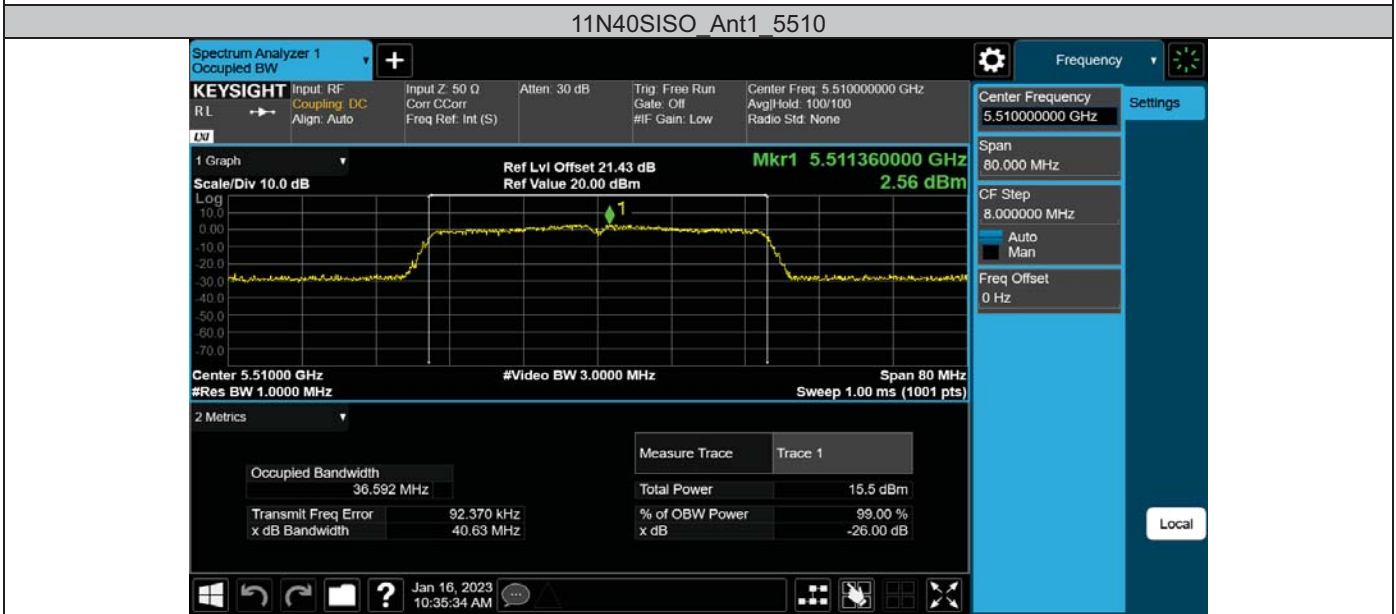 11N40SISO_Ant1_5510
Spectrum Analyzer 1
Occupied BW
+
Frequency
KEYSIGHT
RL
LXI
Input: RF
Coupling: DC
Align: Auto
Input Z: 50 Ω
Corr CCorr
Freq Ref: Int (S)
Atten: 30 dB
Trig: Free Run
Gate: Off
#IF Gain: Low
Center Freq: 5.510000000 GHz
Avg|Hold: 100/100
Radio Std: None
Center Frequency
5.510000000 GHz
Settings
Span
80.000 MHz
CF Step
8.000000 MHz
Auto
Man
Freq Offset
0 Hz
Local
1 Graph
Scale/Div 10.0 dB
Ref Lvl Offset 21.43 dB
Ref Value 20.00 dBm
Mkr1 5.511360000 GHz
2.56 dBm
Log
10.0
0.00
-10.0
-20.0
-30.0
-40.0
-50.0
-60.0
-70.0
1
Center 5.51000 GHz
#Res BW 1.0000 MHz
#Video BW 3.0000 MHz
Span 80 MHz
Sweep 1.00 ms (1001 pts)
2 Metrics
Measure Trace Trace 1
Occupied Bandwidth
36.592 MHz
Total Power 15.5 dBm
Transmit Freq Error 92.370 kHz
% of OBW Power 99.00 %
x dB Bandwidth 40.63 MHz
x dB -26.00 dB
?
Jan 16, 2023
10:35:34 AM